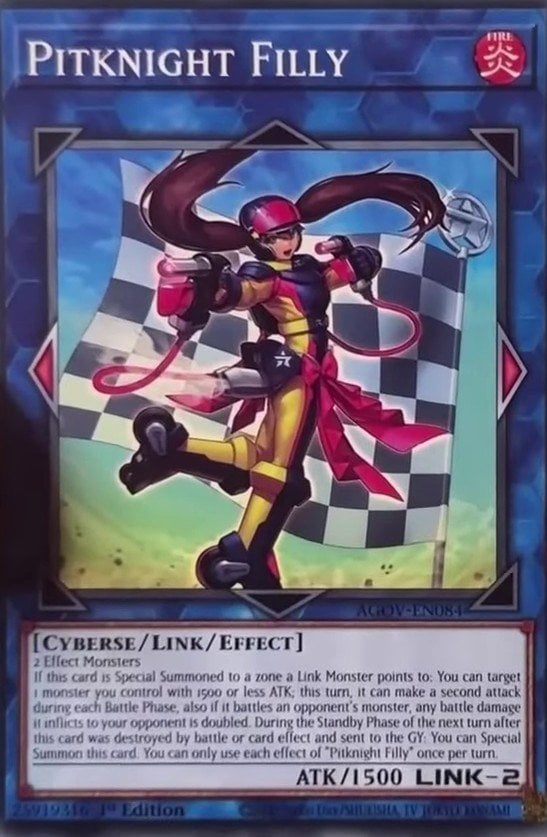 PITKNIGHT FILLY
FIRE
炎
AGOV-EN084
[CYBERSE/LINK/EFFECT]
2 Effect Monsters
If this card is Special Summoned to a zone a Link Monster points to: You can target
1 monster you control with 1500 or less ATK; this turn, it can make a second attack
during each Battle Phase, also if it battles an opponent's monster, any battle damage
it inflicts to your opponent is doubled. During the Standby Phase of the next turn after
this card was destroyed by battle or card effect and sent to the GY: You can Special
Summon this card. You can only use each effect of "Pitknight Filly" once per turn.
ATK/1500 LINK-2
25919316 1st Edition
/SHUEISHA, TV TOKYO, KONAMI